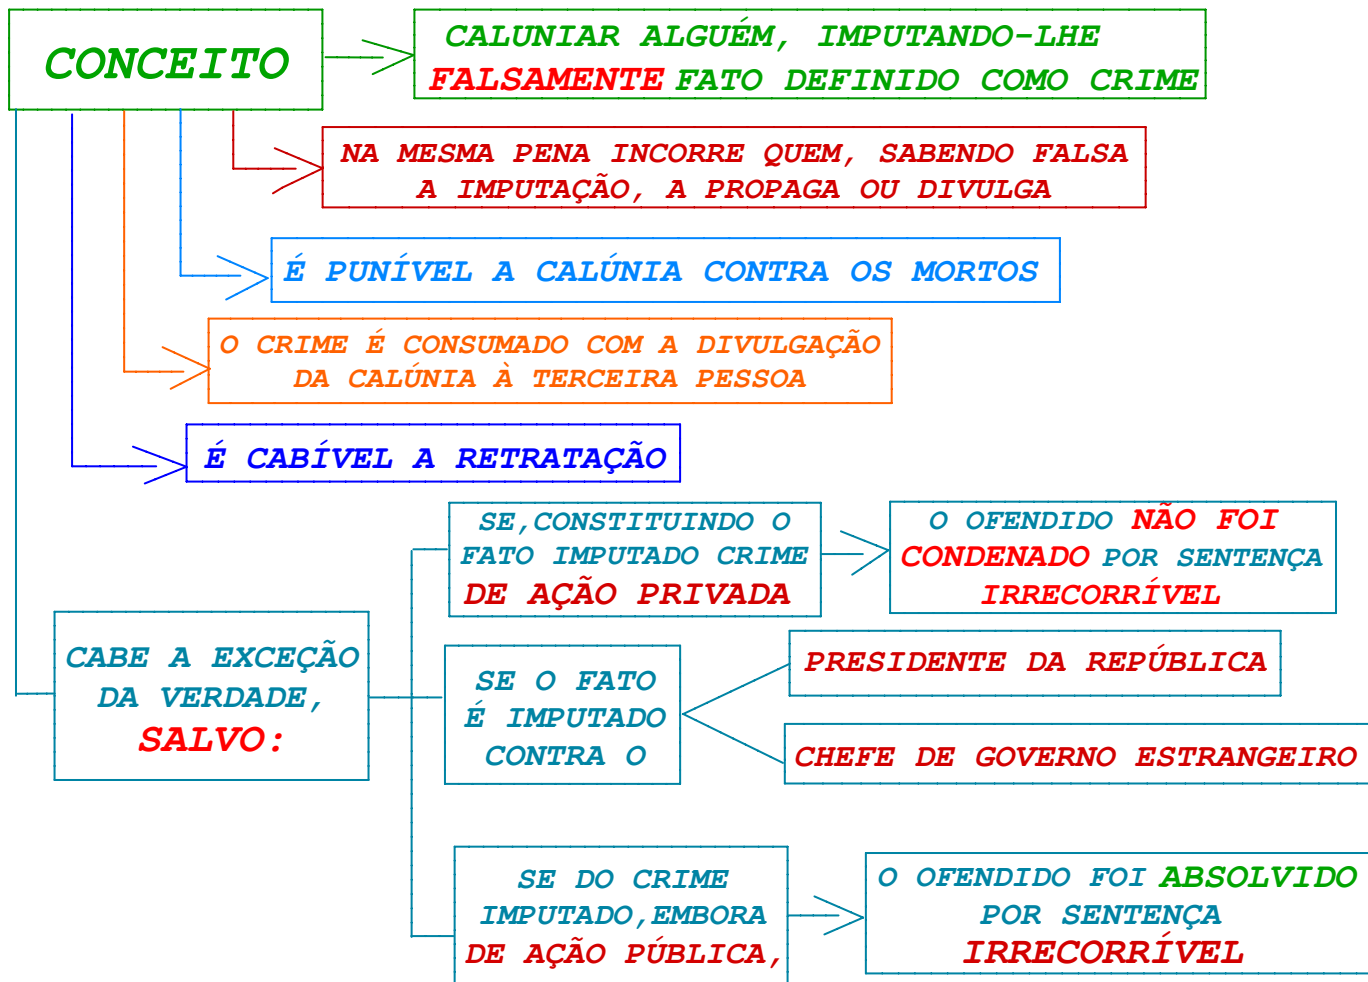 CONCEITO
CALUNIAR ALGUÉM, IMPUTANDO-LHE
FALSAMENTE FATO DEFINIDO COMO CRIME
NA MESMA PENA INCORRE QUEM, SABENDO FALSA
A IMPUTAÇÃO, A PROPAGA OU DIVULGA
É PUNÍVEL A CALÚNIA CONTRA OS MORTOS
O CRIME É CONSUMADO COM A DIVULGAÇÃO
DA CALÚNIA À TERCEIRA PESSOA
É CABÍVEL A RETRATAÇÃO
CABE A EXCEÇÃO
DA VERDADE,
SALVO:
SE,CONSTITUINDO O
FATO IMPUTADO CRIME
DE AÇÃO PRIVADA
O OFENDIDO NÃO FOI
CONDENADO POR SENTENÇA
IRRECORRÍVEL
SE O FATO
É IMPUTADO
CONTRA O
PRESIDENTE DA REPÚBLICA
CHEFE DE GOVERNO ESTRANGEIRO
SE DO CRIME
IMPUTADO,EMBORA
DE AÇÃO PÚBLICA,
O OFENDIDO FOI ABSOLVIDO
POR SENTENÇA
IRRECORRÍVEL